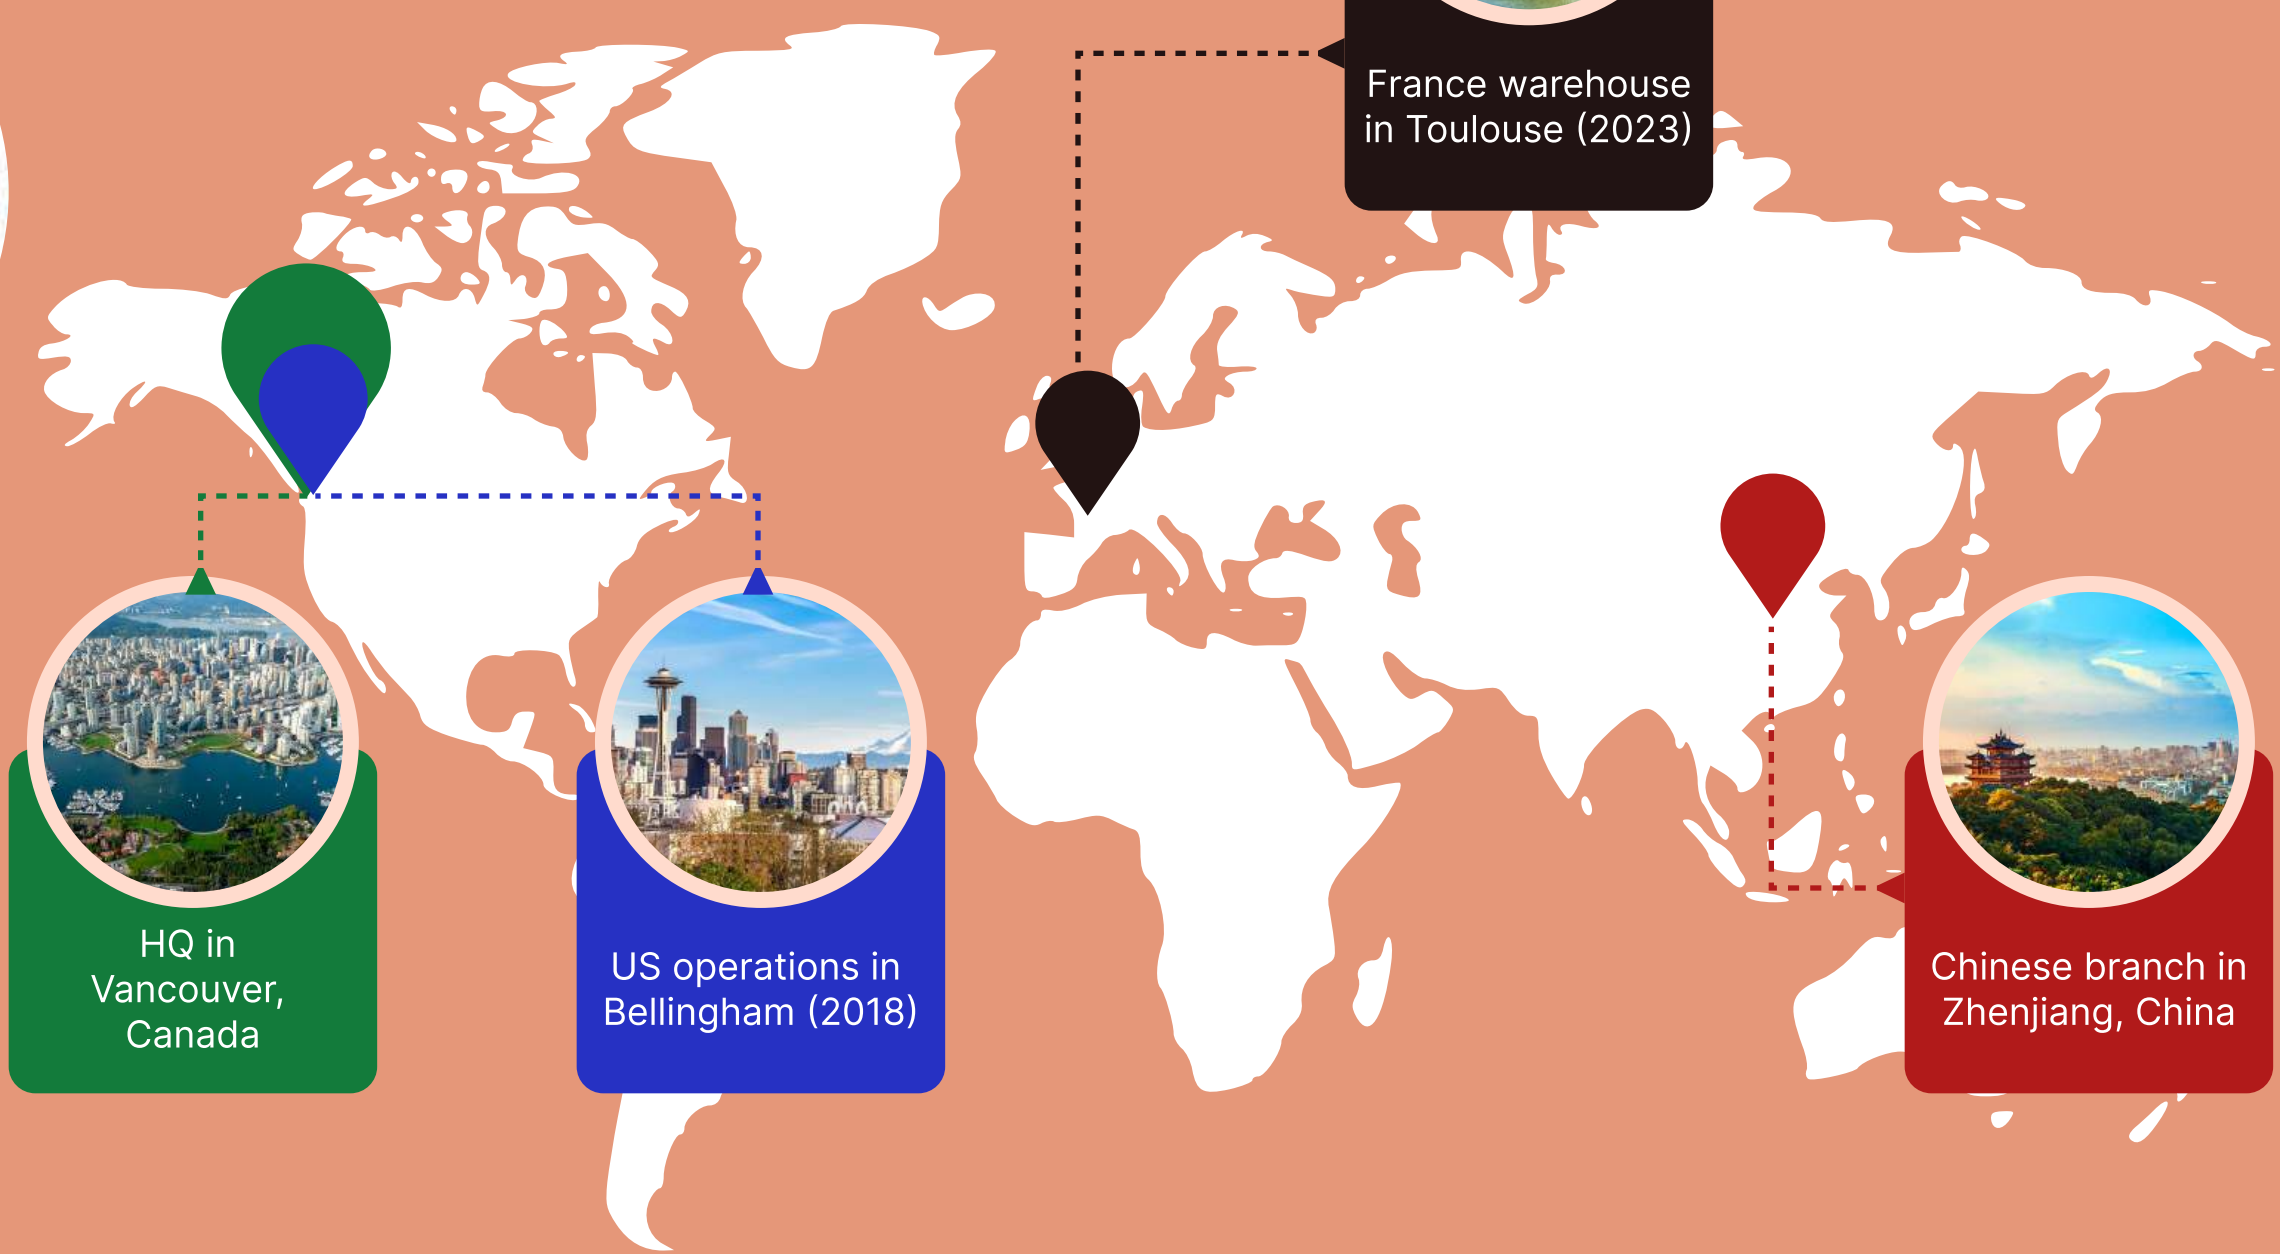 France warehouse
in Toulouse (2023)
HQ in
Vancouver,
Canada
US operations in
Bellingham (2018)
Chinese branch in
Zhenjiang, China